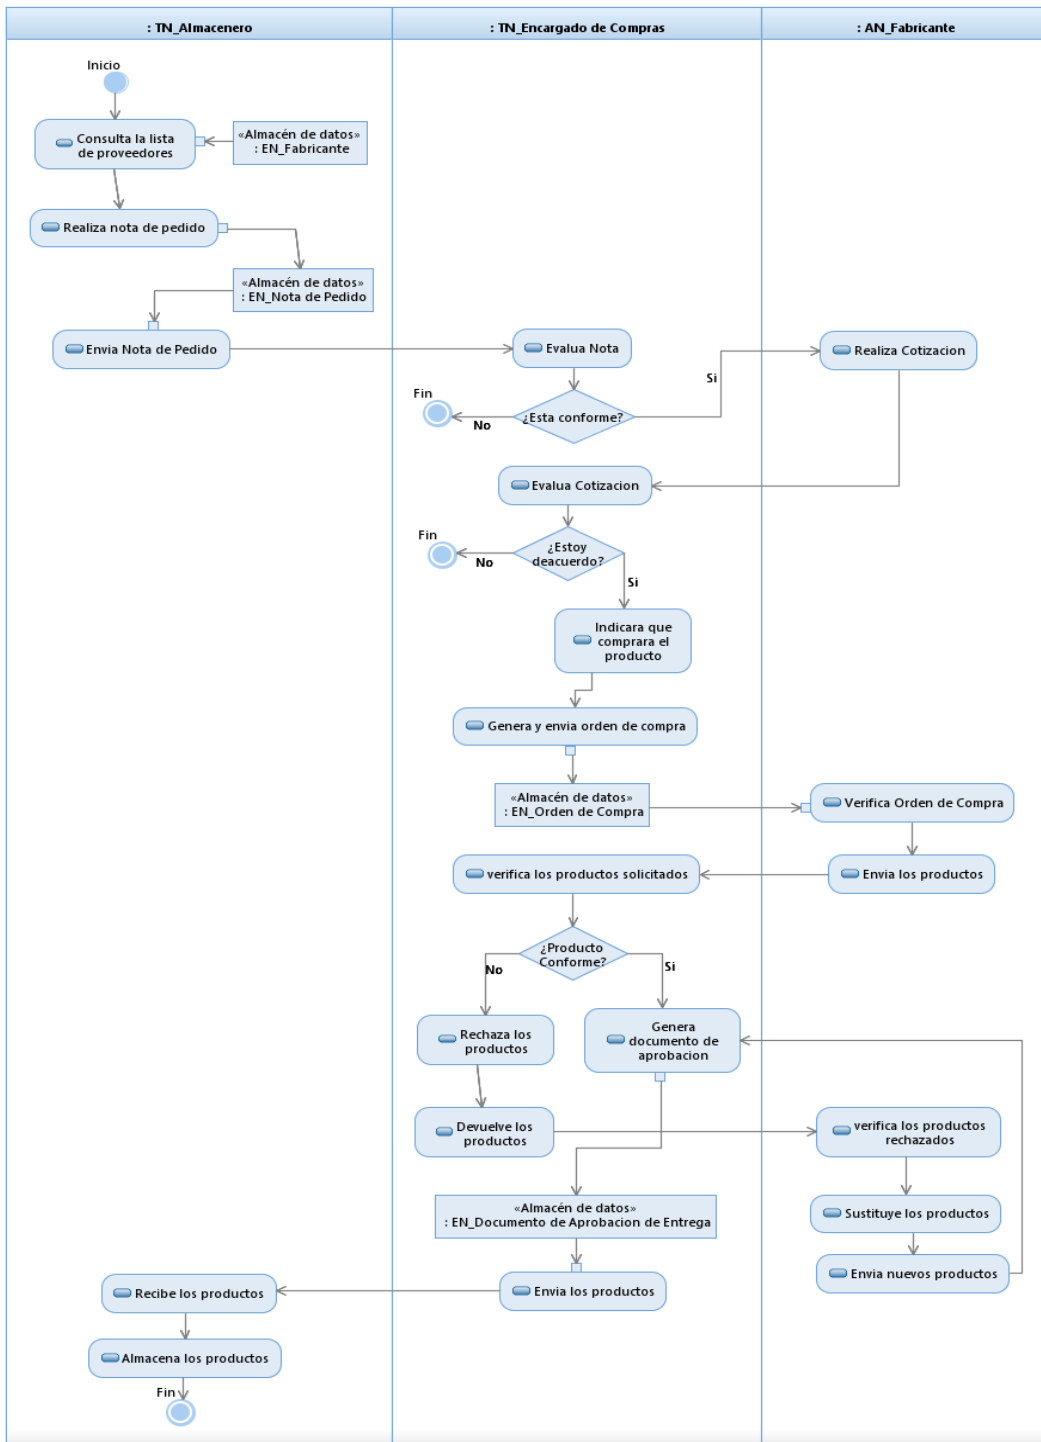 : TN_Almacenero
: TN_Encargado de Compras
: AN_Fabricante
Inicio
Consulta la lista
de proveedores
«Almacén de datos»
: EN_Fabricante
Realiza nota de pedido
«Almacén de datos»
: EN_Nota de Pedido
Envia Nota de Pedido
Evalua Nota
Realiza Cotizacion
Si
Fin
¿Esta conforme?
No
Evalua Cotizacion
Fin
¿Estoy
deacuerdo?
No
Si
Indicara que
comprara el
producto
Genera y envia orden de compra
«Almacén de datos»
: EN_Orden de Compra
Verifica Orden de Compra
verifica los productos solicitados
Envia los productos
¿Producto
Conforme?
No
Si
Rechaza los
productos
Genera
documento de
aprobacion
Devuelve los
productos
verifica los productos
rechazados
«Almacén de datos»
: EN_Documento de Aprobacion de Entrega
Sustituye los productos
Envia nuevos productos
Recibe los productos
Envia los productos
Almacena los productos
Fin